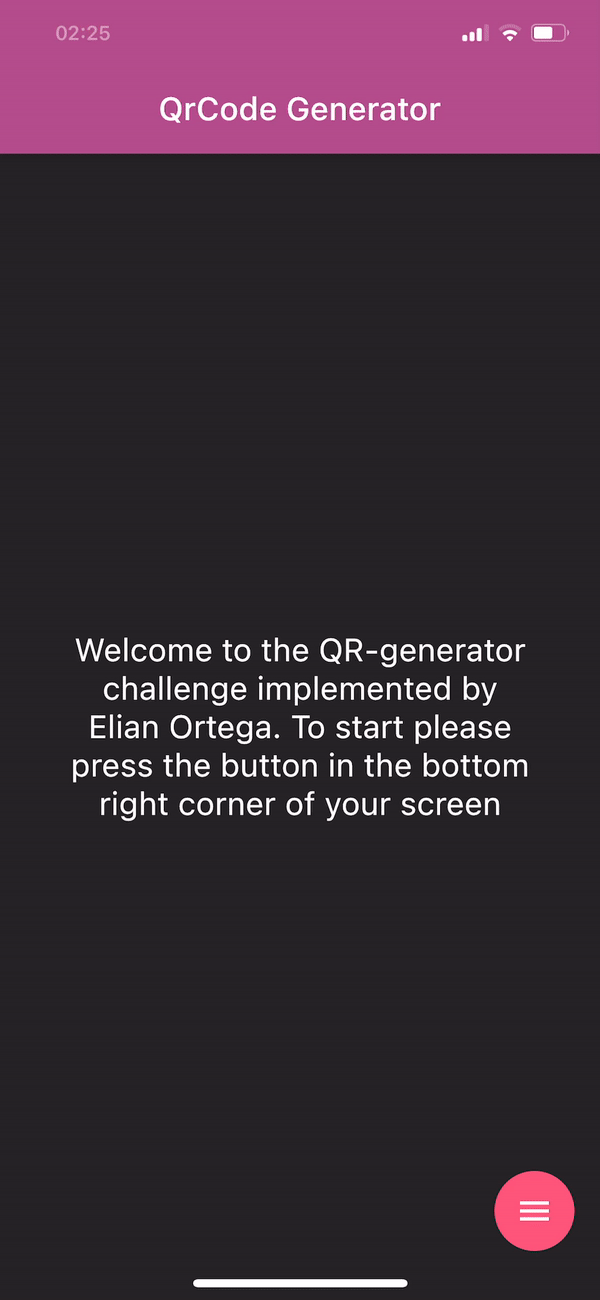 02:25
QrCode Generator
Welcome to the QR-generator
challenge implemented by
Elian Ortega. To start please
press the button in the bottom
right corner of your screen